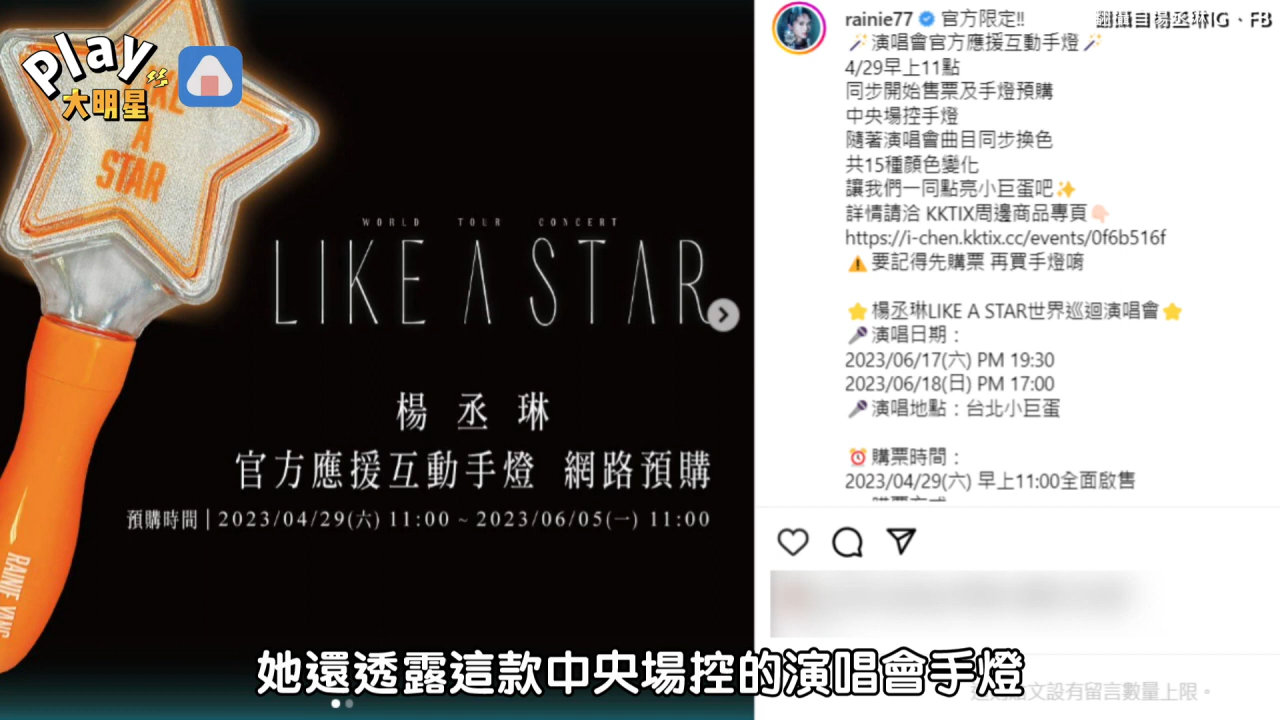 Play
大明星
LIKE
A
STAR
WORLD TOUR CONCERT
LIKE A STAR
楊丞琳
官方應援互動手燈 網路預購
預購時間 | 2023/04/29(六) 11:00 ~ 2023/06/05(一) 11:00
RAINIE YANG
翻攝自楊丞琳IG、FB
rainie77 官方限定‼
🪄演唱會官方應援互動手燈🪄
4/29早上11點
同步開始售票及手燈預購
中央場控手燈
隨著演唱會曲目同步換色
共15種顏色變化
讓我們一同點亮小巨蛋吧✨
詳情請洽 KKTIX周邊商品專頁👇🏻
https://i-chen.kktix.cc/events/0f6b516f
⚠️要記得先購票 再買手燈唷
⭐楊丞琳LIKE A STAR世界巡迴演唱會⭐
🎤演唱日期：
2023/06/17(六) PM 19:30
2023/06/18(日) PM 17:00
🎤演唱地點：台北小巨蛋
⏰購票時間：
2023/04/29(六) 早上11:00全面啟售
文設有留言數量上限。
她還透露這款中央場控的演唱會手燈